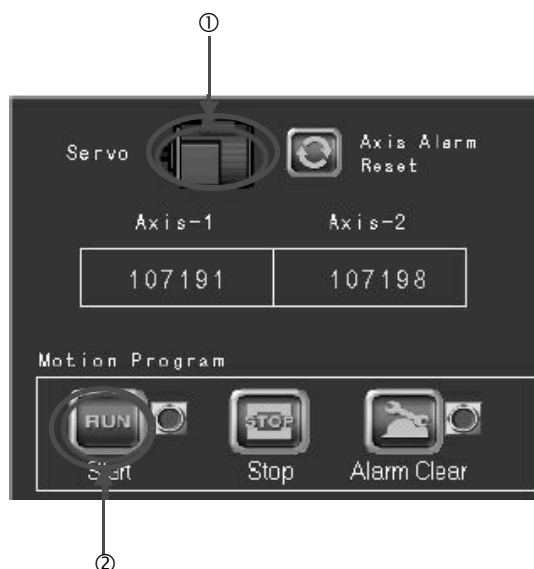 ①
Servo
Axis Alarm
Reset
Axis-1 Axis-2
107191 107198
Motion Program
RUN STOP
Start Stop Alarm Clear
②